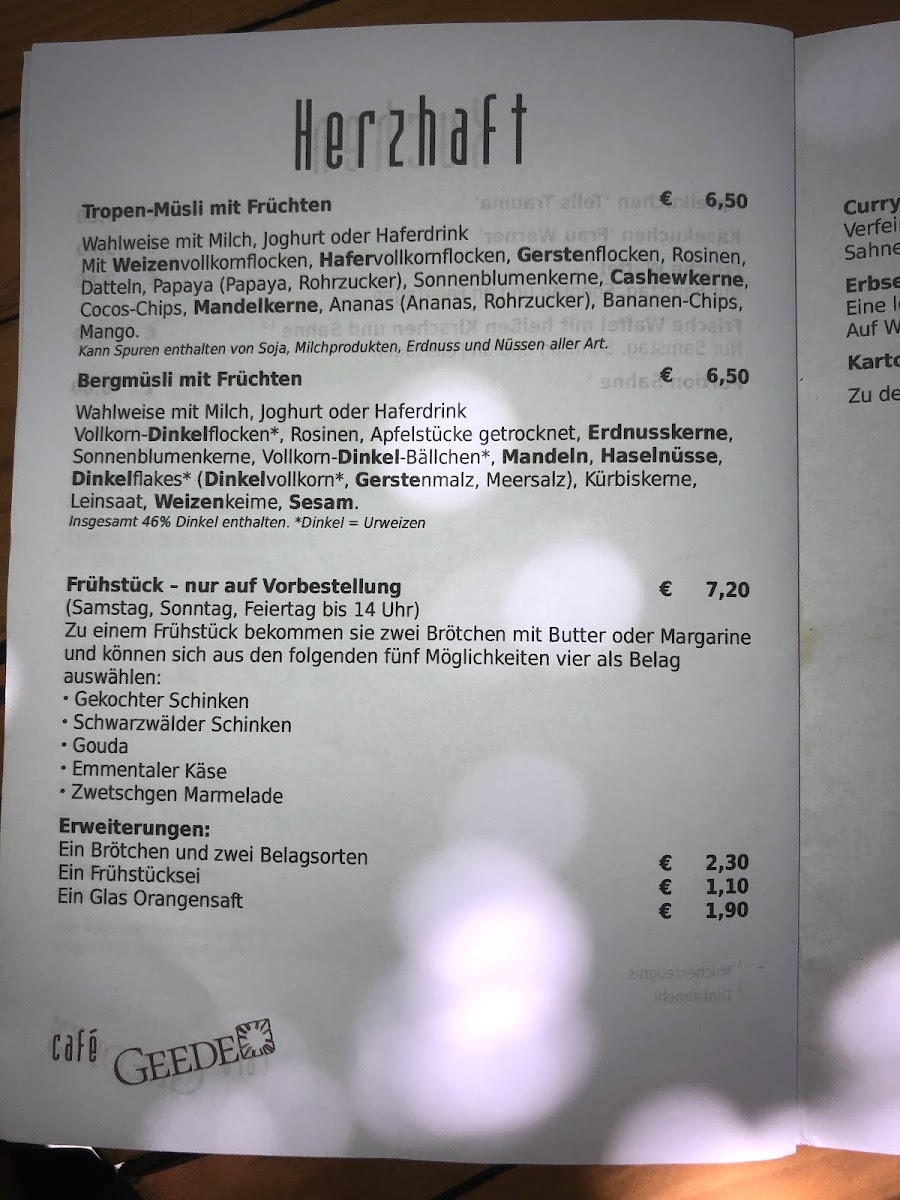 Herzhaft
Tropen-Müsli mit Früchten € 6,50
Wahlweise mit Milch, Joghurt oder Haferdrink
Mit Weizenvollkornflocken, Hafervollkornflocken, Gerstenflocken, Rosinen,
Datteln, Papaya (Papaya, Rohrzucker), Sonnenblumenkerne, Cashewkerne,
Cocos-Chips, Mandelkerne, Ananas (Ananas, Rohrzucker), Bananen-Chips,
Mango.
Kann Spuren enthalten von Soja, Milchprodukten, Erdnuss und Nüssen aller Art.
Bergmüsli mit Früchten € 6,50
Wahlweise mit Milch, Joghurt oder Haferdrink
Vollkorn-Dinkelflocken*, Rosinen, Apfelstücke getrocknet, Erdnusskerne,
Sonnenblumenkerne, Vollkorn-Dinkel-Bällchen*, Mandeln, Haselnüsse,
Dinkelflakes* (Dinkelvollkorn*, Gerstenmalz, Meersalz), Kürbiskerne,
Leinsaat, Weizenkeime, Sesam.
Insgesamt 46% Dinkel enthalten. *Dinkel = Urweizen
Frühstück – nur auf Vorbestellung € 7,20
(Samstag, Sonntag, Feiertag bis 14 Uhr)
Zu einem Frühstück bekommen sie zwei Brötchen mit Butter oder Margarine
und können sich aus den folgenden fünf Möglichkeiten vier als Belag
auswählen:
• Gekochter Schinken
• Schwarzwälder Schinken
• Gouda
• Emmentaler Käse
• Zwetschgen Marmelade
Erweiterungen:
Ein Brötchen und zwei Belagsorten € 2,30
Ein Frühstücksei € 1,10
Ein Glas Orangensaft € 1,90
café GEEDE
Curry
Verfei
Sahne
Erbse
Eine l
Auf W
Karto
Zu de